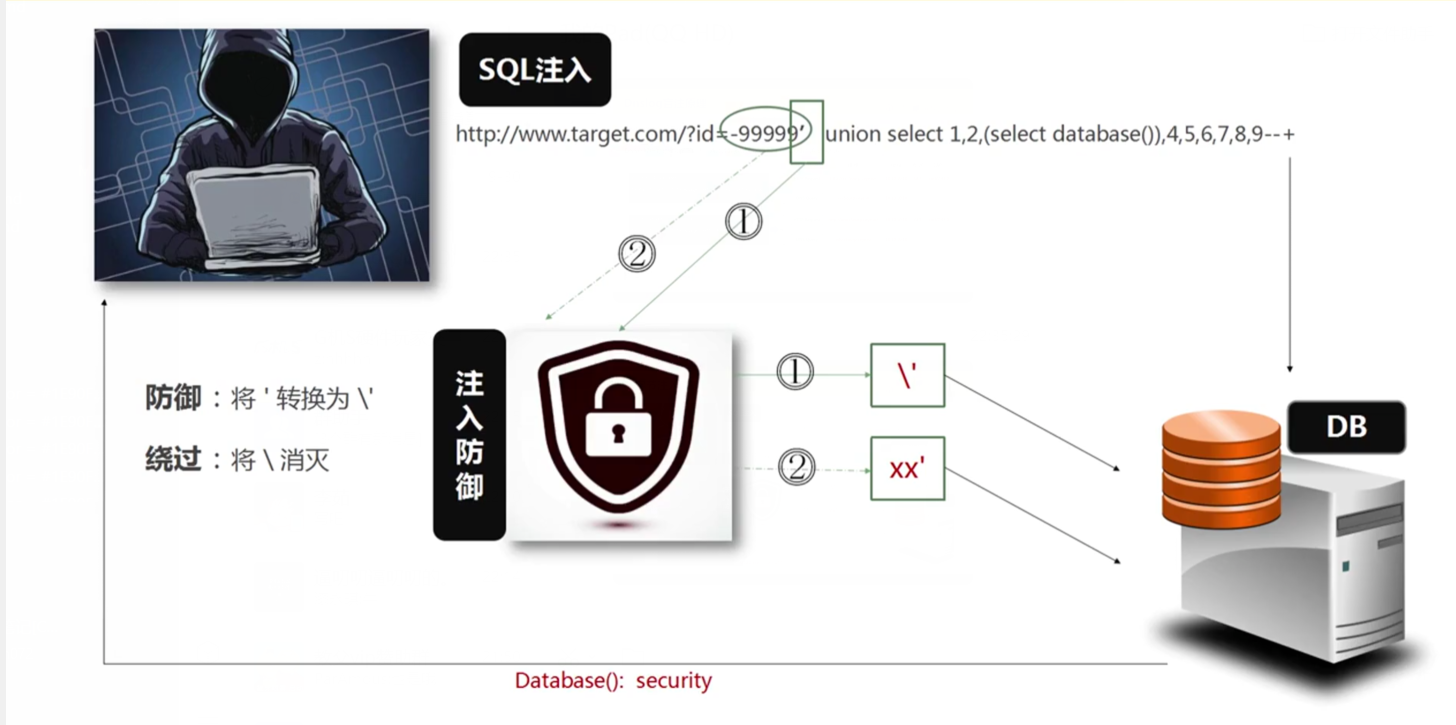 SQL注入
http://www.target.com/?id=-99999’ union select 1,2,(select database()),4,5,6,7,8,9--+
①
②
防御：将 ' 转换为 \'
绕过：将 \ 消灭
注入防御
①
\'
②
xx'
DB
Database(): security